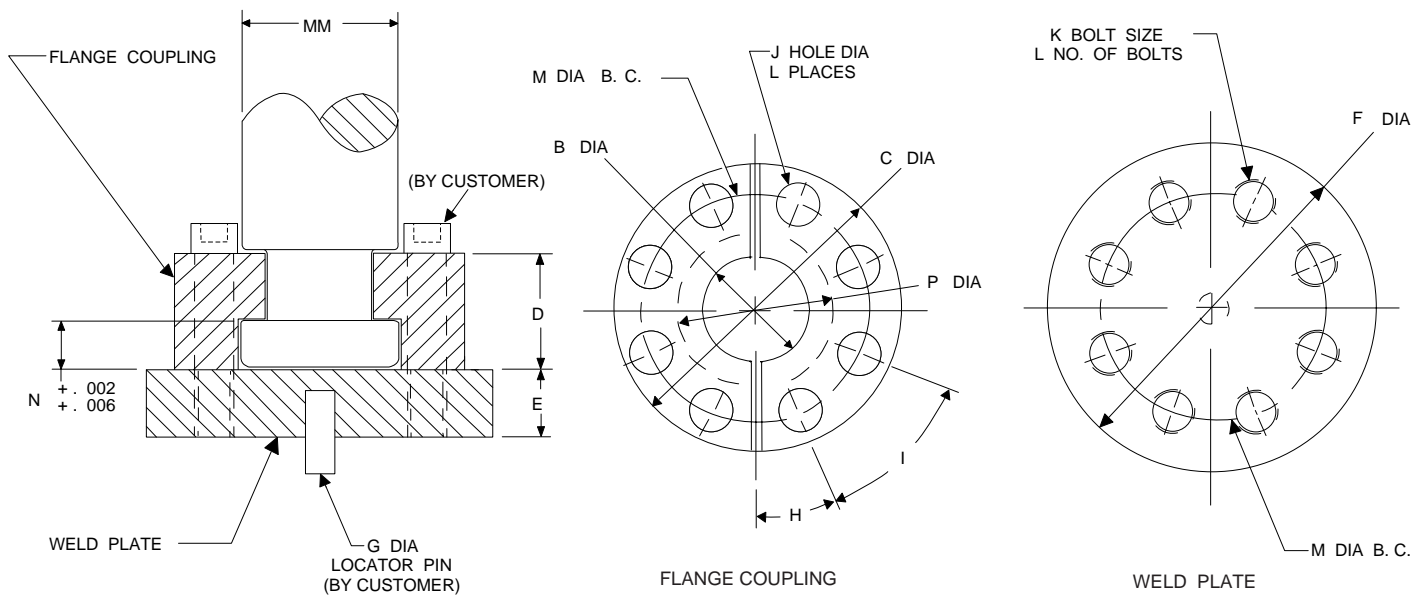 MM
FLANGE COUPLING
(BY CUSTOMER)
D
N + . 002
+ . 006
E
WELD PLATE
G DIA
LOCATOR PIN
(BY CUSTOMER)
J HOLE DIA
L PLACES
M DIA B. C.
B DIA
C DIA
P DIA
I
H
FLANGE COUPLING
K BOLT SIZE
L NO. OF BOLTS
F DIA
M DIA B. C.
WELD PLATE